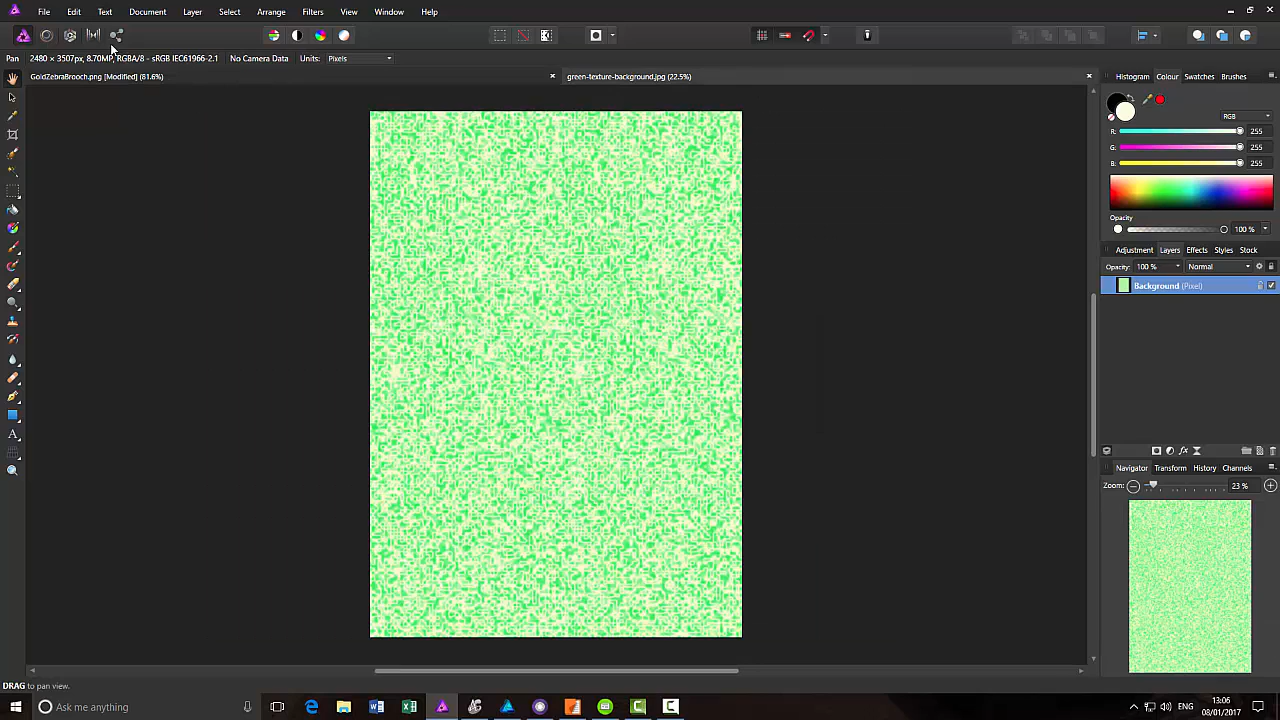 File Edit Text Document Layer Select Arrange Filters View Window Help
Pan 2480 × 3507px, 8.70MP, RGBA/8 - sRGB IEC61966-2.1 No Camera Data Units: Pixels
GoldZebraBrooch.png [Modified] (81.6%) green-texture-background.jpg (22.5%)
Histogram Colour Swatches Brushes
RGB
R: 255
G: 255
B: 255
Opacity
100 %
Adjustment Layers Effects Styles Stock
Opacity: 100 % Normal
Background (Pixel)
Navigator Transform History Channels
Zoom: 23 %
DRAG to pan view.
Ask me anything
ENG
13:06
08/01/2017